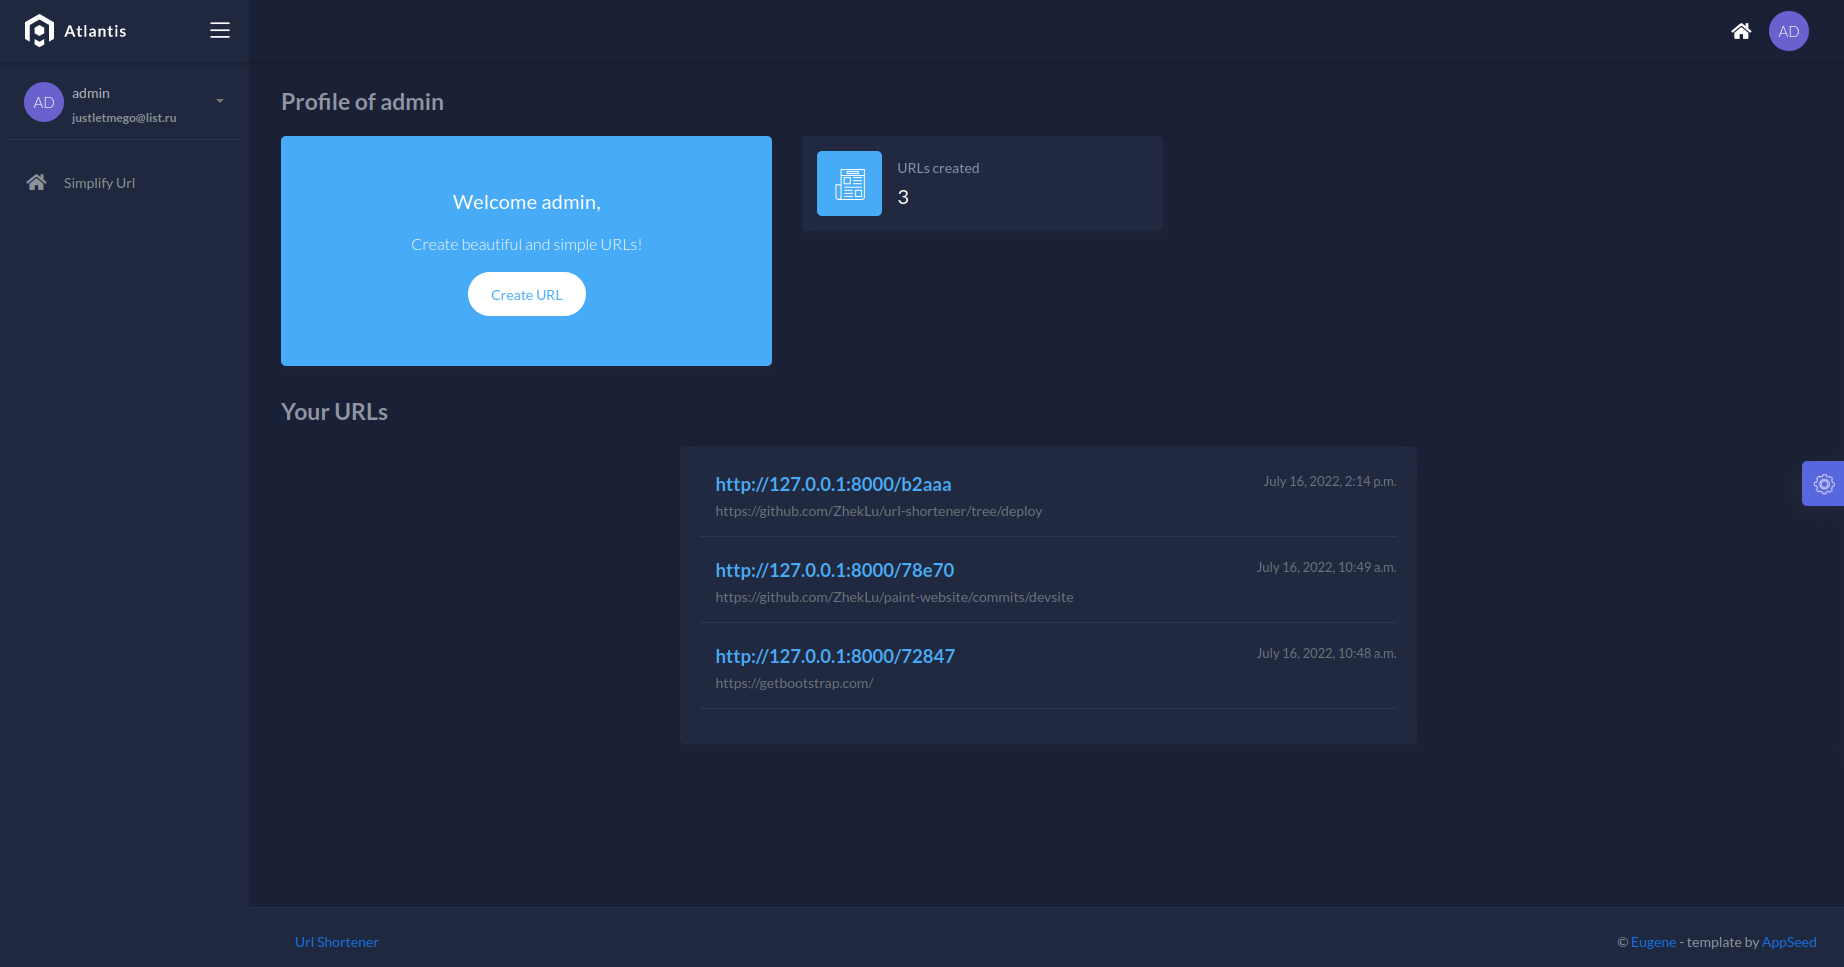 Atlantis
AD
AD
admin
justletmego@list.ru
Simplify Url
Profile of admin
Welcome admin,
Create beautiful and simple URLs!
Create URL
URLs created
3
Your URLs
http://127.0.0.1:8000/b2aaa
July 16, 2022, 2:14 p.m.
https://github.com/ZhekLu/url-shortener/tree/deploy
http://127.0.0.1:8000/78e70
July 16, 2022, 10:49 a.m.
https://github.com/ZhekLu/paint-website/commits/devsite
http://127.0.0.1:8000/72847
July 16, 2022, 10:48 a.m.
https://getbootstrap.com/
Url Shortener
© Eugene - template by AppSeed